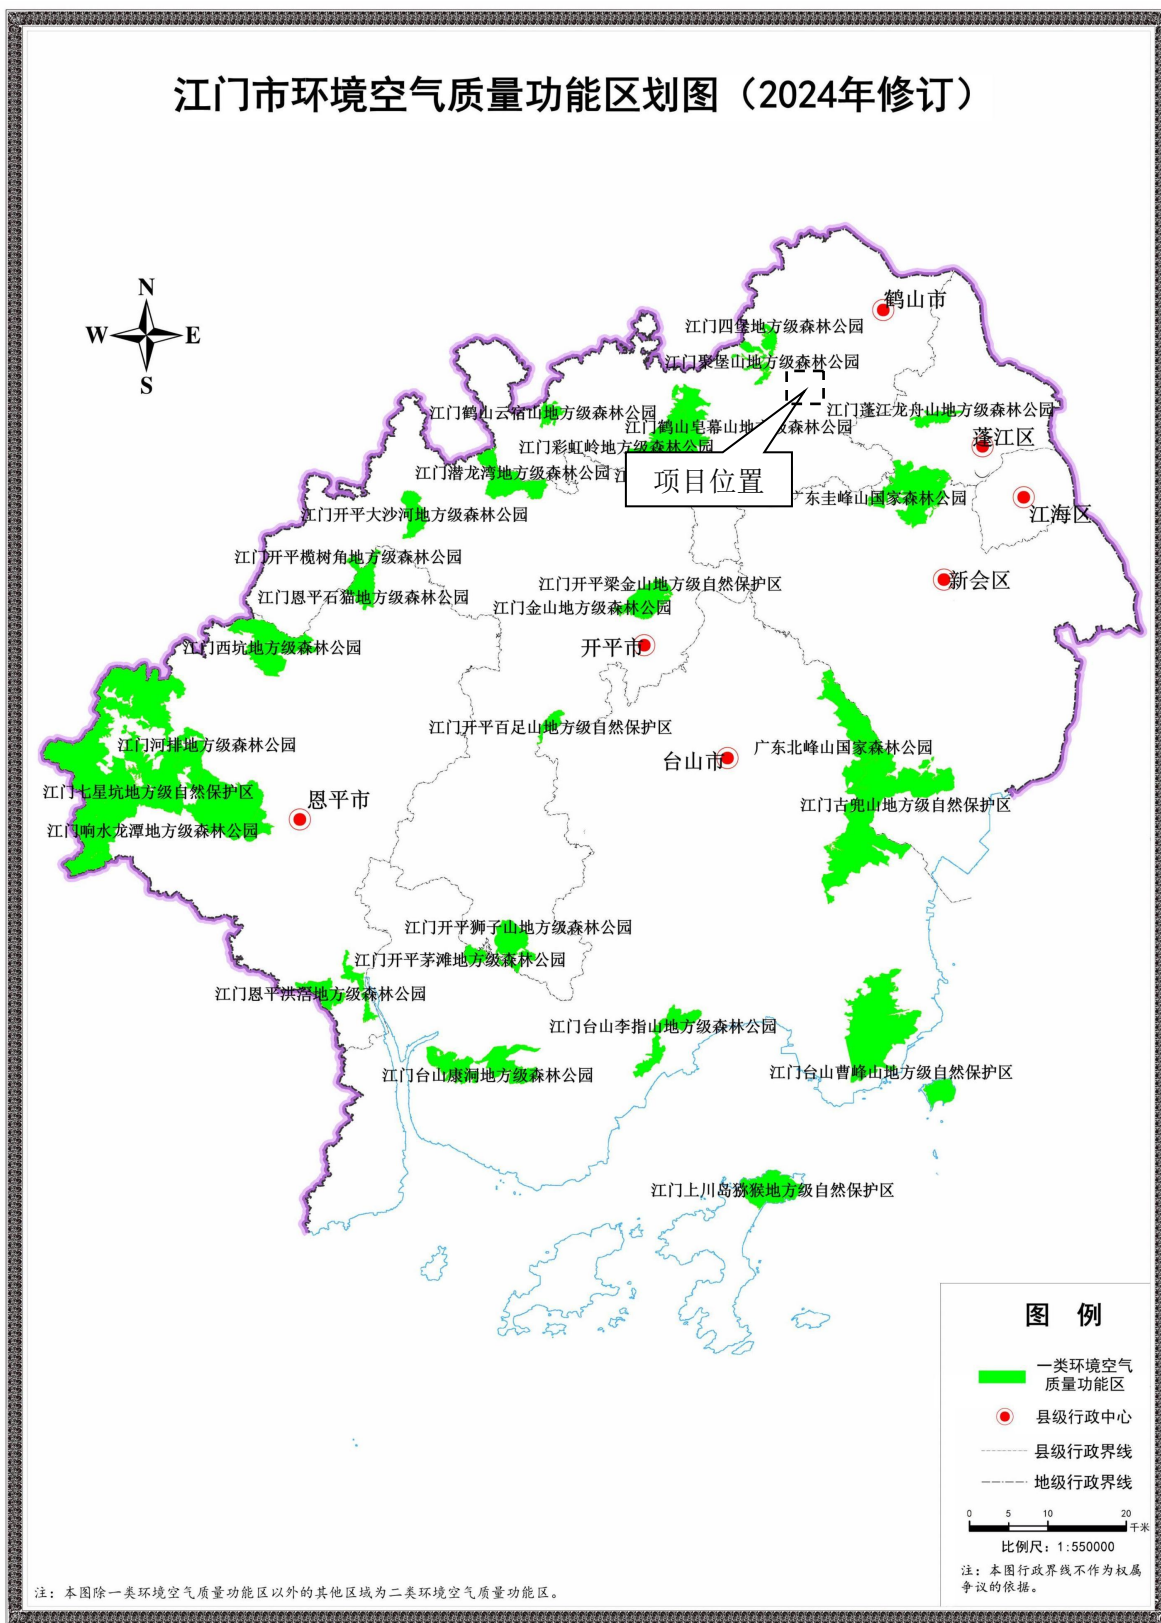 江门市环境空气质量功能区划图（2024年修订）
N
W
E
S
鹤山市
江门四堡地方级森林公园
江门聚堡山地方级森林公园
江门鹤山云宿山地方级森林公园
江门蓬江龙舟山地方级森林公园
江门鹤山皂幕山地方级森林公园
蓬江区
江门彩虹岭地方级森林公园
江门潜龙湾地方级森林公园
项目位置
广东圭峰山国家森林公园
江门开平大沙河地方级森林公园
江海区
江门开平榄树角地方级森林公园
新会区
江门开平梁金山地方级自然保护区
江门恩平石猫地方级森林公园
江门金山地方级森林公园
开平市
江门西坑地方级森林公园
江门开平百足山地方级自然保护区
江门河排地方级森林公园
广东北峰山国家森林公园
台山市
江门七星坑地方级自然保护区
恩平市
江门古兜山地方级自然保护区
江门响水龙潭地方级森林公园
江门开平狮子山地方级森林公园
江门开平茅滩地方级森林公园
江门恩平洪滘地方级森林公园
江门台山李指山地方级森林公园
江门台山康洞地方级森林公园
江门台山曹峰山地方级自然保护区
江门上川岛猕猴地方级自然保护区
图 例
一类环境空气
质量功能区
县级行政中心
县级行政界线
地级行政界线
0 5 10 20
千米
比例尺：1:550000
注：本图行政界线不作为权属
争议的依据。
注：本图除一类环境空气质量功能区以外的其他区域为二类环境空气质量功能区。